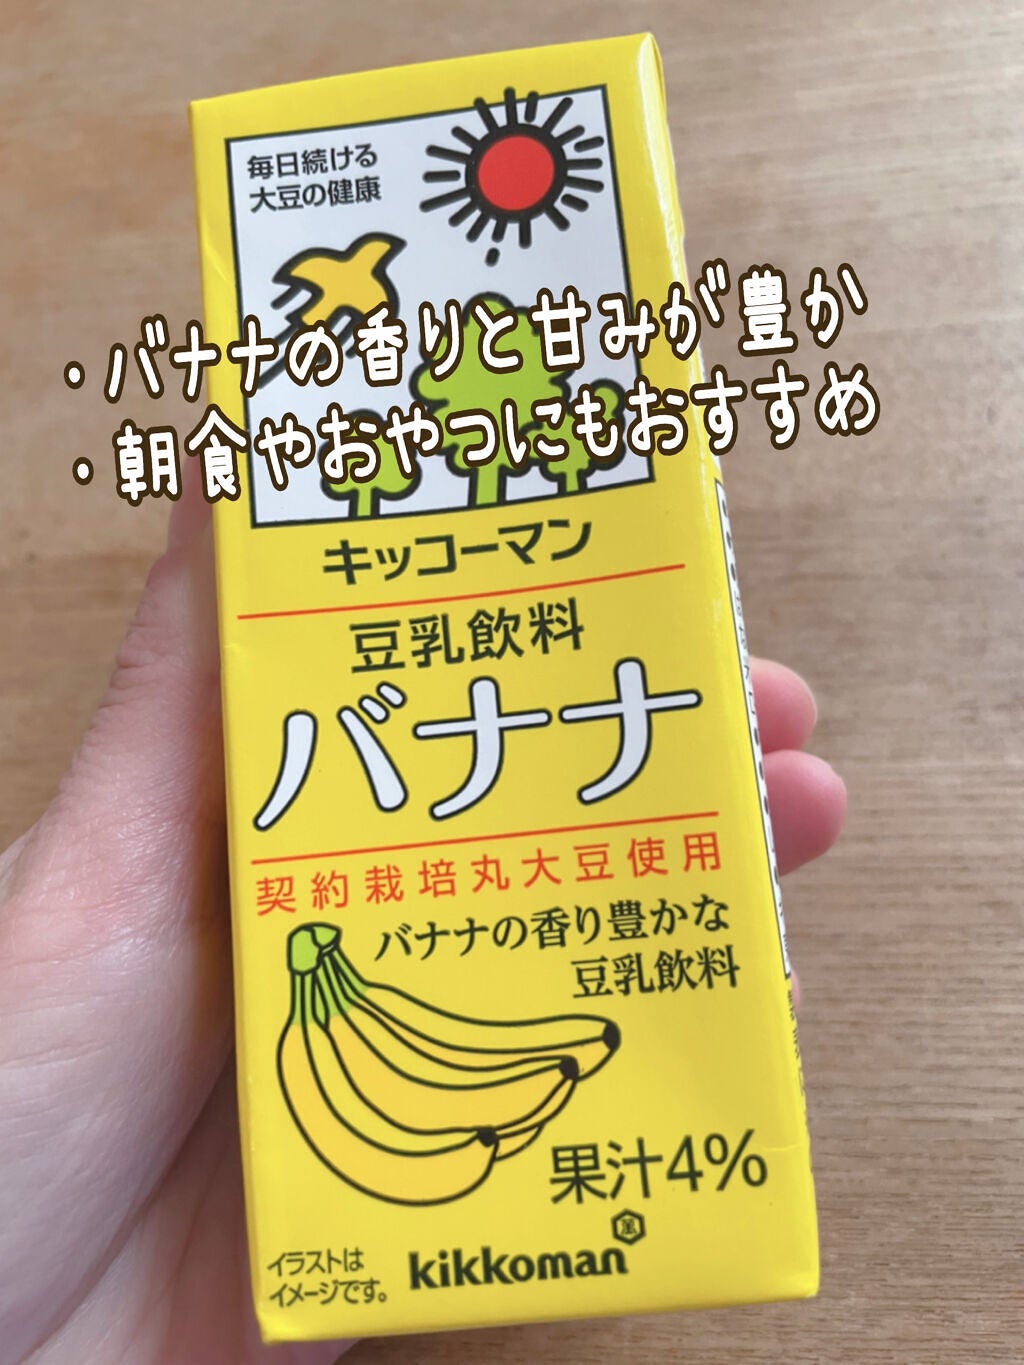 毎日続ける
大豆の健康
・バナナの香りと甘みが豊か
・朝食やおやつにもおすすめ
キッコーマン
豆乳飲料
バナナ
契約栽培丸大豆使用
バナナの香り豊かな
豆乳飲料
果汁4%
イラストは
イメージです。
kikkoman
萬